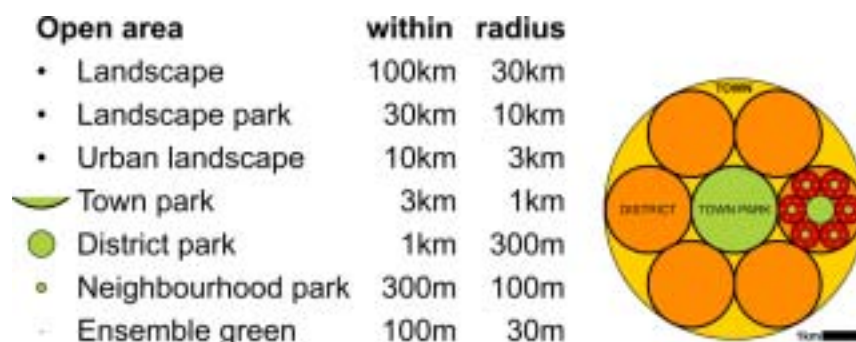 Open area within radius
• Landscape 100km 30km
• Landscape park 30km 10km
• Urban landscape 10km 3km
Town park 3km 1km
District park 1km 300m
Neighbourhood park 300m 100m
Ensemble green 100m 30m
TOWN
DISTRICT
TOWN PARK
1km